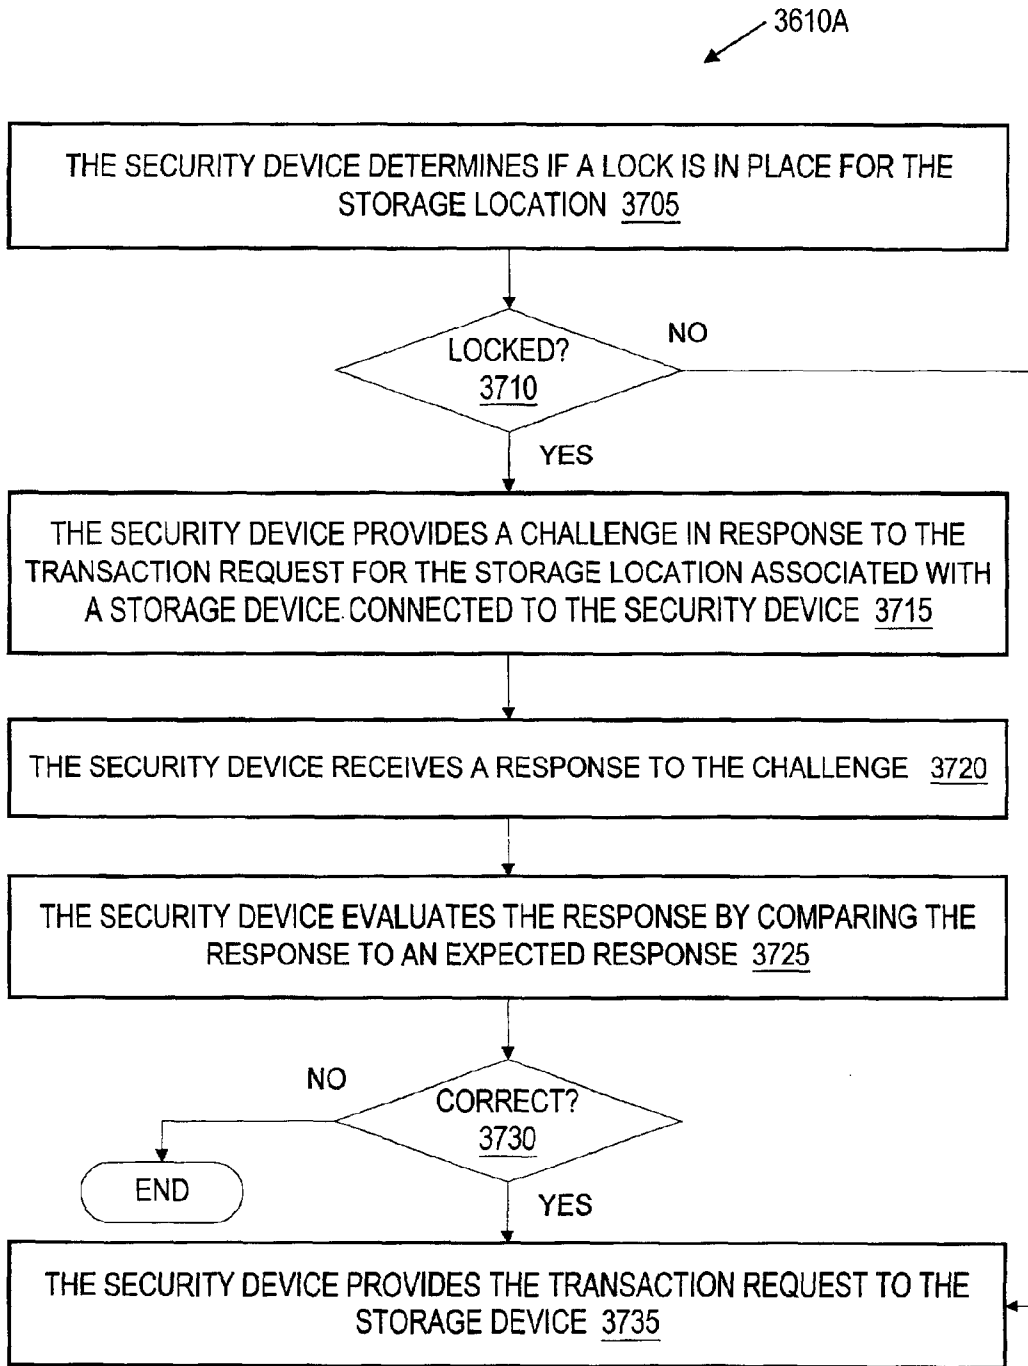 3610A
THE SECURITY DEVICE DETERMINES IF A LOCK IS IN PLACE FOR THE
STORAGE LOCATION 3705
LOCKED?
3710
NO
YES
THE SECURITY DEVICE PROVIDES A CHALLENGE IN RESPONSE TO THE
TRANSACTION REQUEST FOR THE STORAGE LOCATION ASSOCIATED WITH
A STORAGE DEVICE CONNECTED TO THE SECURITY DEVICE 3715
THE SECURITY DEVICE RECEIVES A RESPONSE TO THE CHALLENGE 3720
THE SECURITY DEVICE EVALUATES THE RESPONSE BY COMPARING THE
RESPONSE TO AN EXPECTED RESPONSE 3725
NO
CORRECT?
3730
END
YES
THE SECURITY DEVICE PROVIDES THE TRANSACTION REQUEST TO THE
STORAGE DEVICE 3735